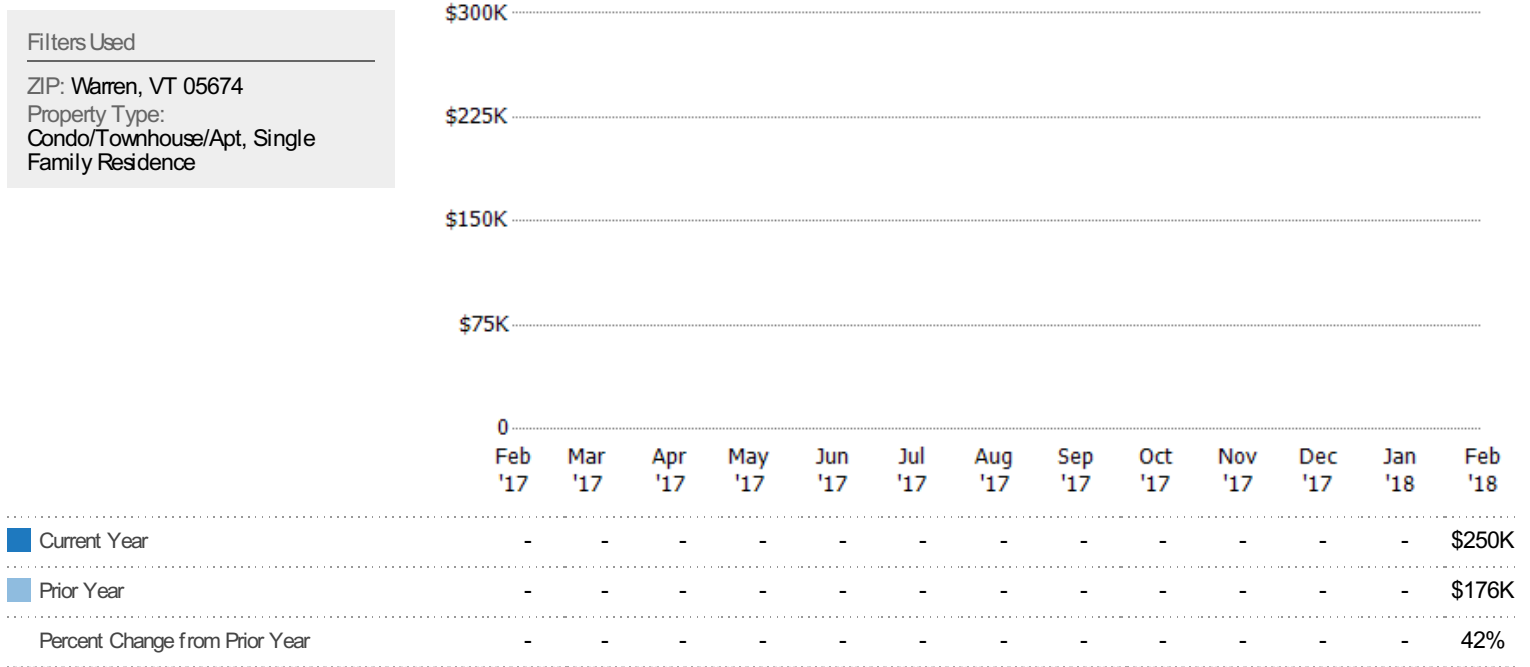 Filters Used
ZIP: Warren, VT 05674
Property Type:
Condo/Townhouse/Apt, Single
Family Residence
$300K
$225K
$150K
$75K
0
Feb Mar Apr May Jun Jul Aug Sep Oct Nov Dec Jan Feb
'17 '17 '17 '17 '17 '17 '17 '17 '17 '17 '17 '18 '18
Current Year - - - - - - - - - - - - $250K
Prior Year - - - - - - - - - - - - $176K
Percent Change from Prior Year - - - - - - - - - - - - 42%